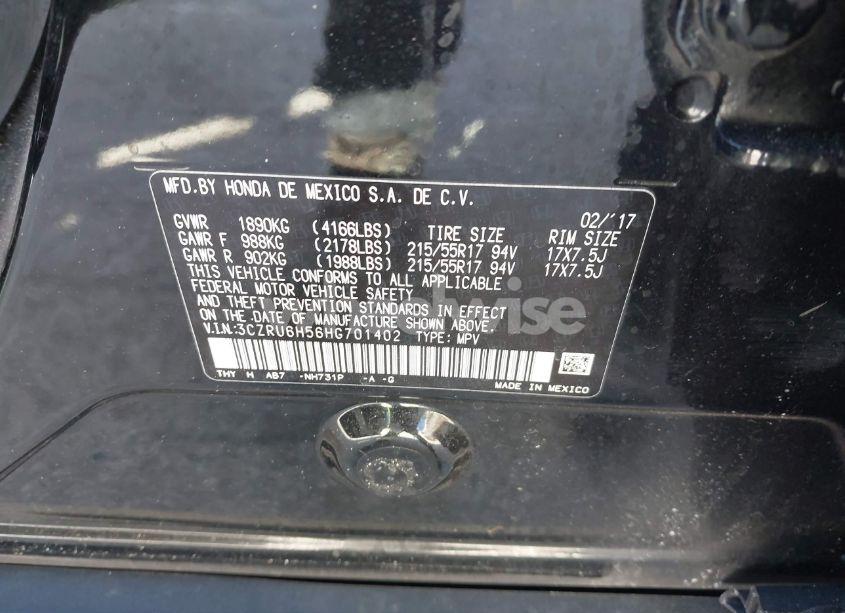 MFD.BY HONDA DE MEXICO S.A. DE C.V.
02/'17
GVWR 1890KG (4166LBS) TIRE SIZE RIM SIZE
GAWR F 988KG (2178LBS) 215/55R17 94V 17X7.5J
GAWR R 902KG (1988LBS) 215/55R17 94V 17X7.5J
THIS VEHICLE CONFORMS TO ALL APPLICABLE
FEDERAL MOTOR VEHICLE SAFETY
AND THEFT PREVENTION STANDARDS IN EFFECT
ON THE DATE OF MANUFACTURE SHOWN ABOVE.
V.I.N:3CZRU6H56HG701402 TYPE: MPV
THY H AB7 -NH731P -A -G
MADE IN MEXICO